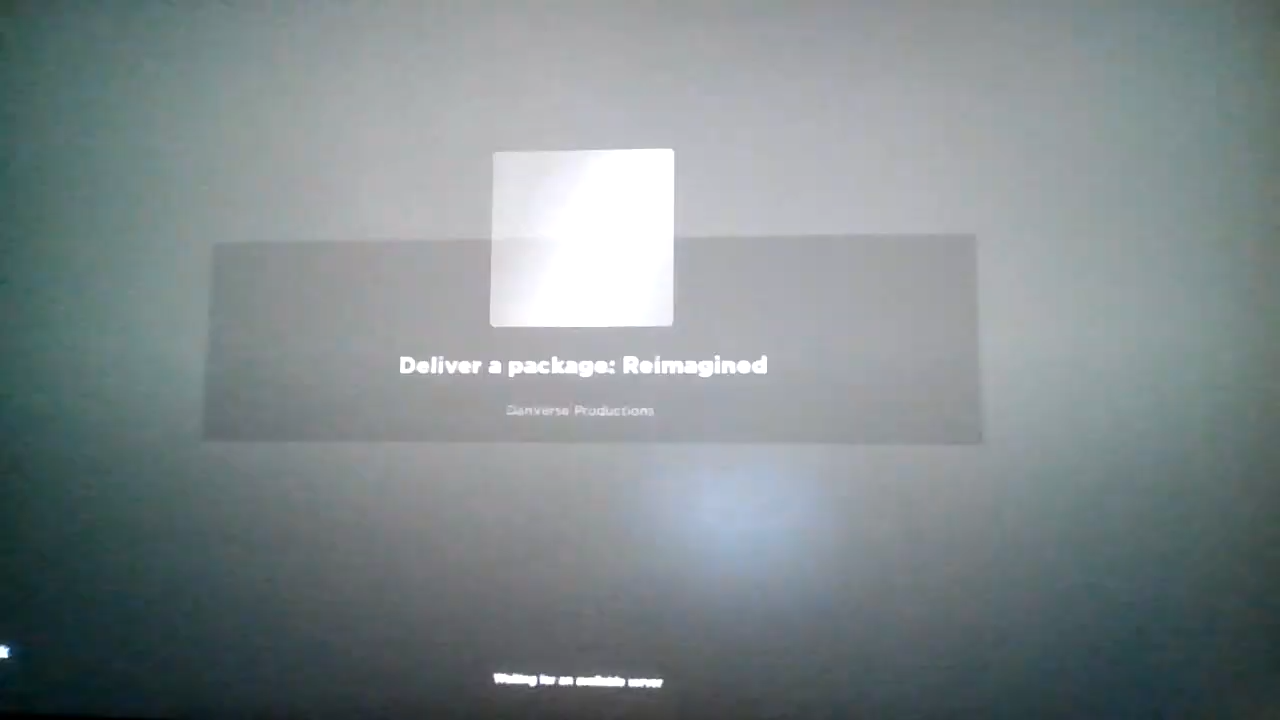 Deliver a package: Reimagined
Danverse Productions
Waiting for an available server